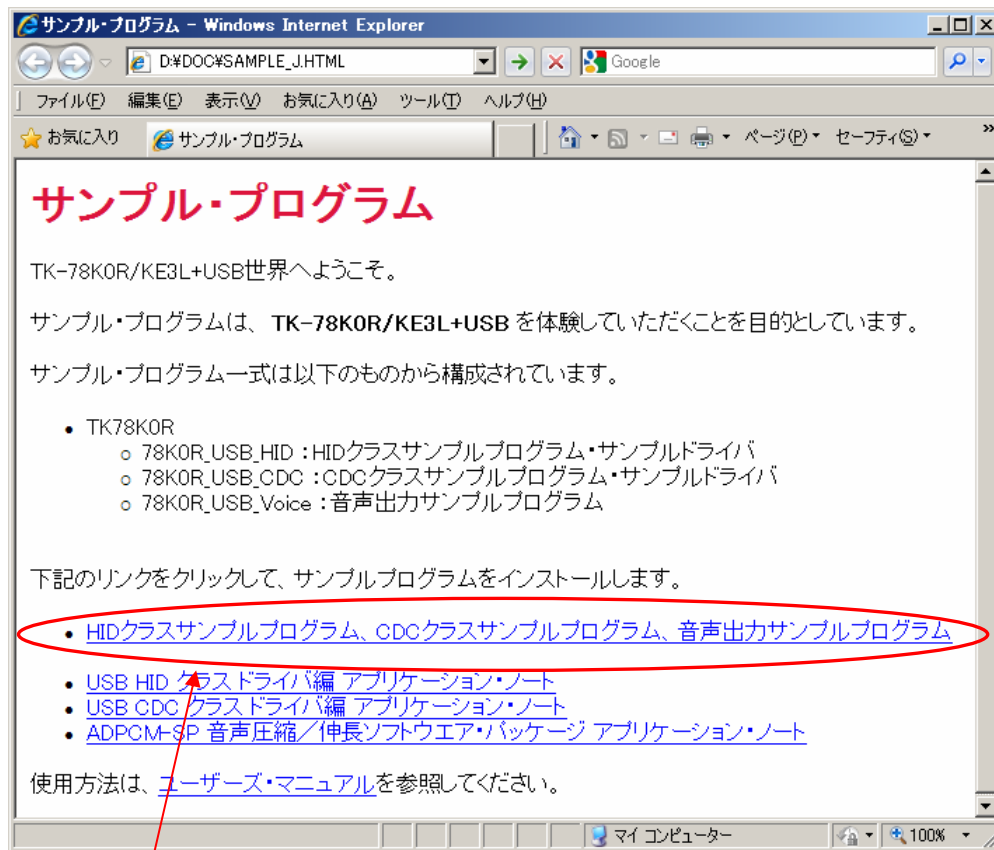 サンプル・プログラム - Windows Internet Explorer
D:¥DOC¥SAMPLE_J.HTML
Google
ファイル(F) 編集(E) 表示(V) お気に入り(A) ツール(T) ヘルプ(H)
お気に入り サンプル・プログラム ページ(P) セーフティ(S) »
サンプル・プログラム
TK-78K0R/KE3L+USB世界へようこそ。
サンプル・プログラムは、 TK-78K0R/KE3L+USB を体験していただくことを目的としています。
サンプル・プログラム一式は以下のものから構成されています。
TK78K0R
78K0R_USB_HID :HIDクラスサンプルプログラム・サンプルドライバ
78K0R_USB_CDC :CDCクラスサンプルプログラム・サンプルドライバ
78K0R_USB_Voice :音声出力サンプルプログラム
下記のリンクをクリックして、サンプルプログラムをインストールします。
HIDクラスサンプルプログラム、CDCクラスサンプルプログラム、音声出力サンプルプログラム
USB HID クラスドライバ編 アプリケーション・ノート
USB CDC クラスドライバ編 アプリケーション・ノート
ADPCM-SP 音声圧縮/伸長ソフトウエア・パッケージ アプリケーション・ノート
使用方法は、ユーザーズ・マニュアルを参照してください。
マイ コンピューター 100%